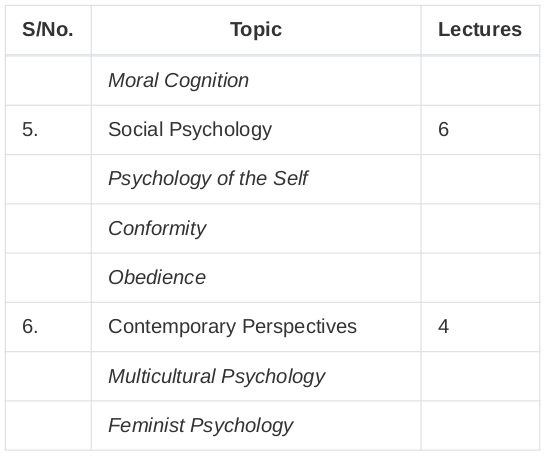 S/No. Topic Lectures
Moral Cognition
5. Social Psychology 6
Psychology of the Self
Conformity
Obedience
6. Contemporary Perspectives 4
Multicultural Psychology
Feminist Psychology